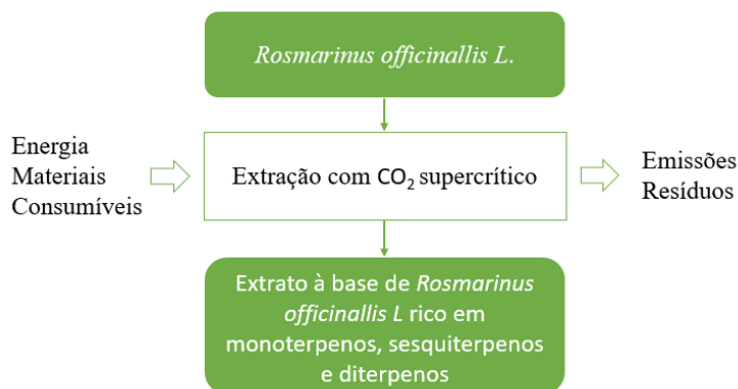 Rosmarinus officinallis L.
Energia
Materiais
Consumíveis
Extração com CO₂ supercrítico
Emissões
Resíduos
Extrato à base de Rosmarinus
officinallis L rico em
monoterpenos, sesquiterpenos
e diterpenos